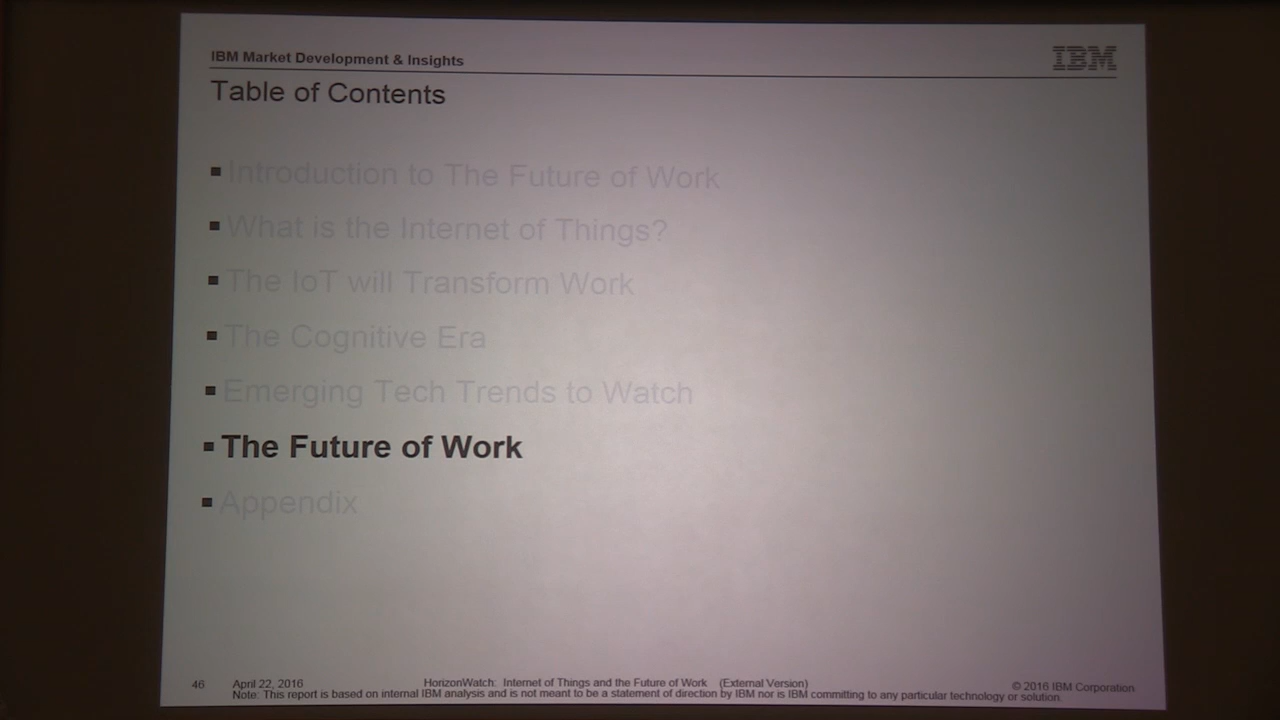 IBM Market Development & Insights
IBM
Table of Contents
▪ Introduction to The Future of Work
▪ What is the Internet of Things?
▪ The IoT will Transform Work
▪ The Cognitive Era
▪ Emerging Tech Trends to Watch
▪ The Future of Work
▪ Appendix
46 April 22, 2016 HorizonWatch: Internet of Things and the Future of Work (External Version) © 2016 IBM Corporation
Note: This report is based on internal IBM analysis and is not meant to be a statement of direction by IBM nor is IBM committing to any particular technology or solution.